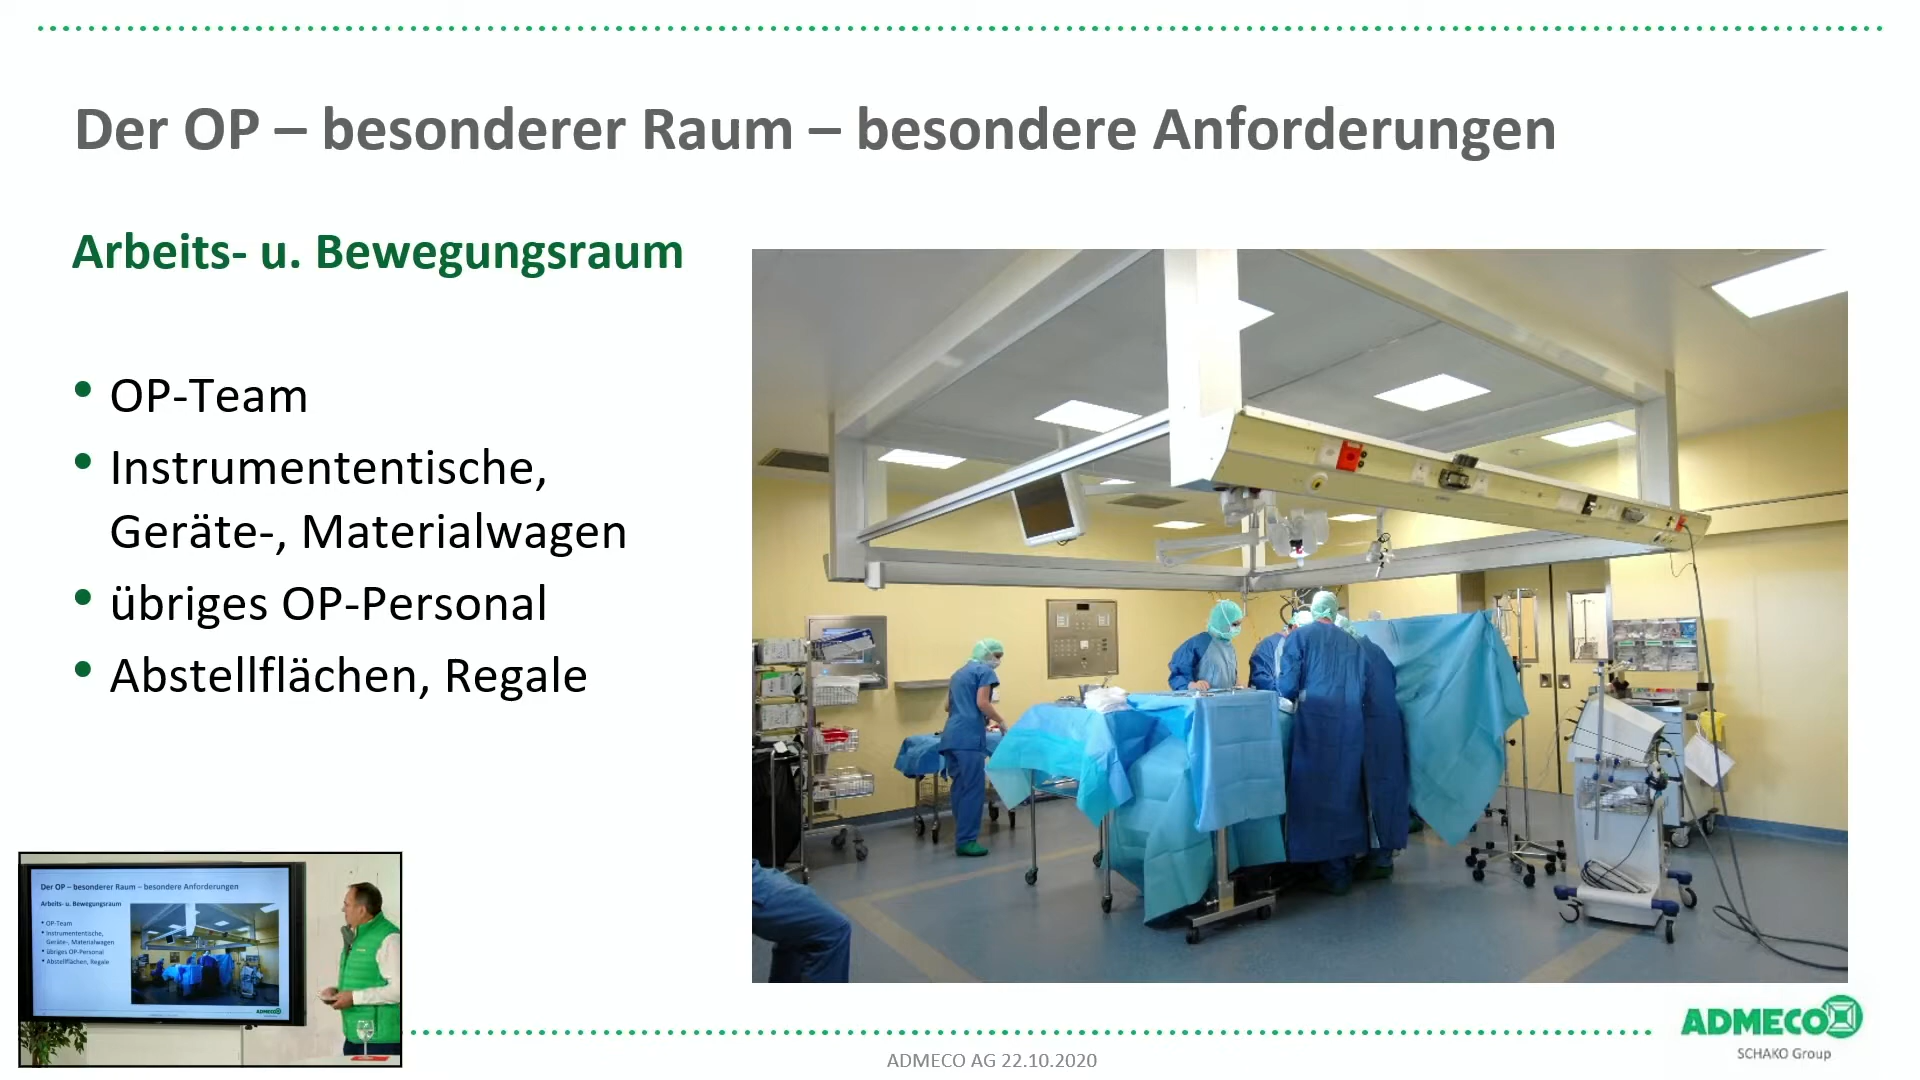 Der OP – besonderer Raum – besondere Anforderungen
Arbeits- u. Bewegungsraum
• OP-Team
• Instrumententische,
Geräte-, Materialwagen
• übriges OP-Personal
• Abstellflächen, Regale
Der OP – besonderer Raum – besondere Anforderungen
Arbeits- u. Bewegungsraum
• OP-Team
• Instrumententische,
Geräte-, Materialwagen
• übriges OP-Personal
• Abstellflächen, Regale
ADMECO
ADMECO AG 22.10.2020
ADMECO
SCHAKO Group